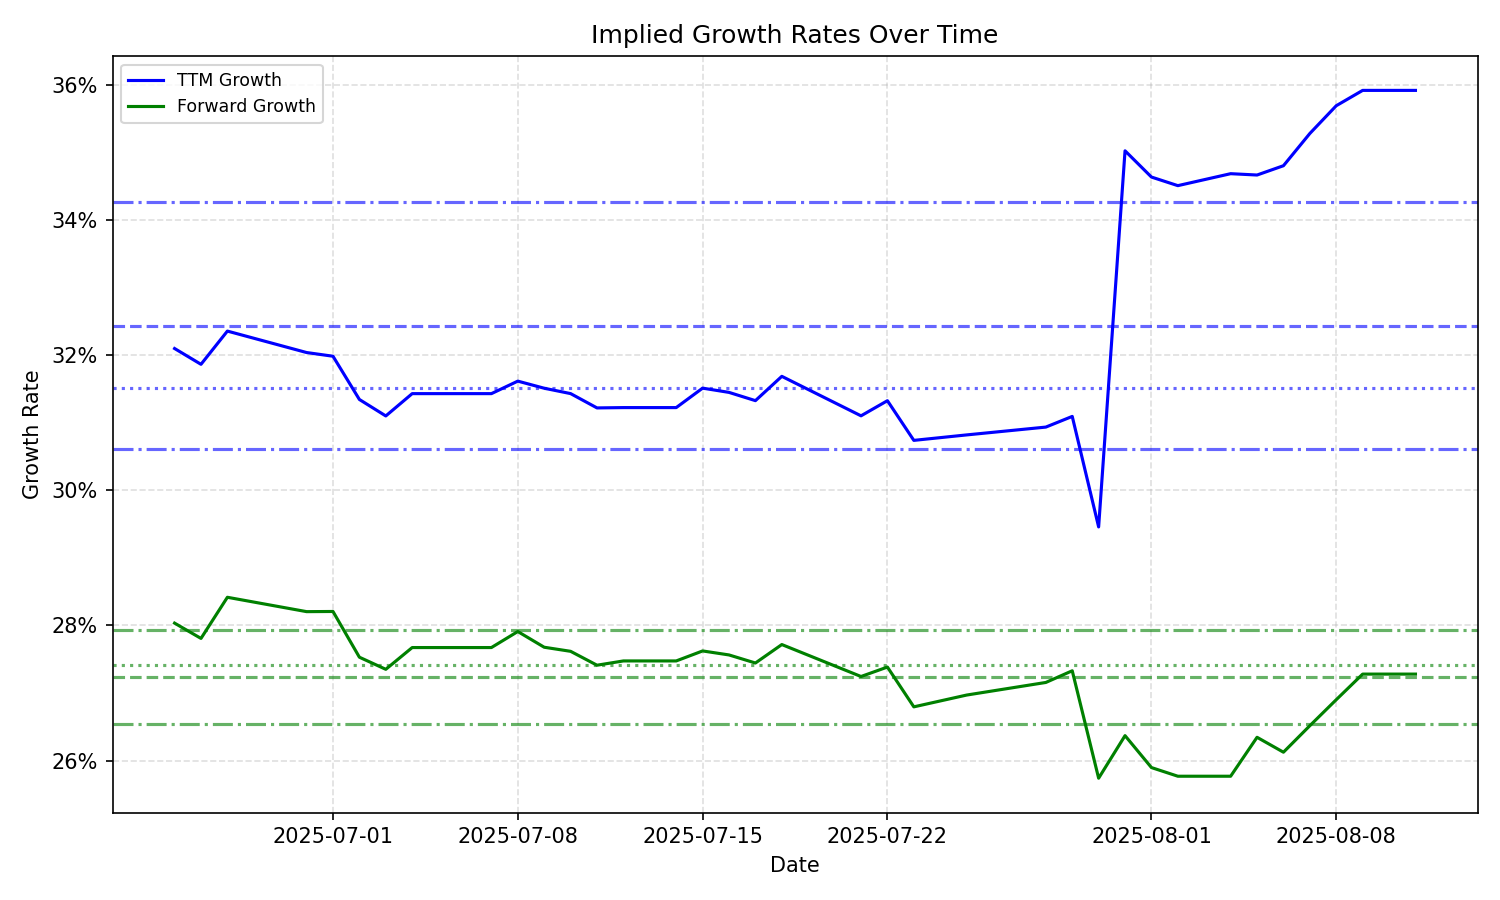 Implied Growth Rates Over Time
TTM Growth
Forward Growth
36%
34%
32%
30%
28%
26%
Growth Rate
2025-07-01
2025-07-08
2025-07-15
2025-07-22
2025-08-01
2025-08-08
Date